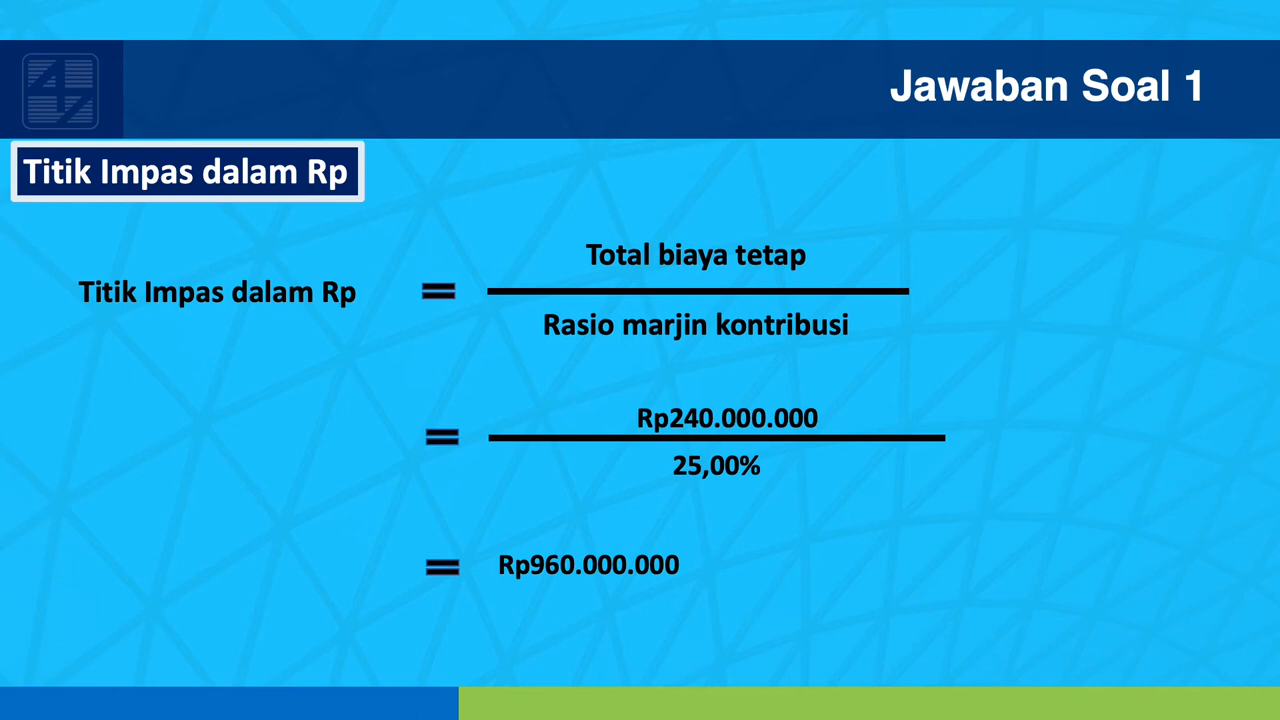 Jawaban Soal 1
Titik Impas dalam Rp
Titik Impas dalam Rp = Total biaya tetap
Rasio marjin kontribusi
= Rp240.000.000
25,00%
= Rp960.000.000